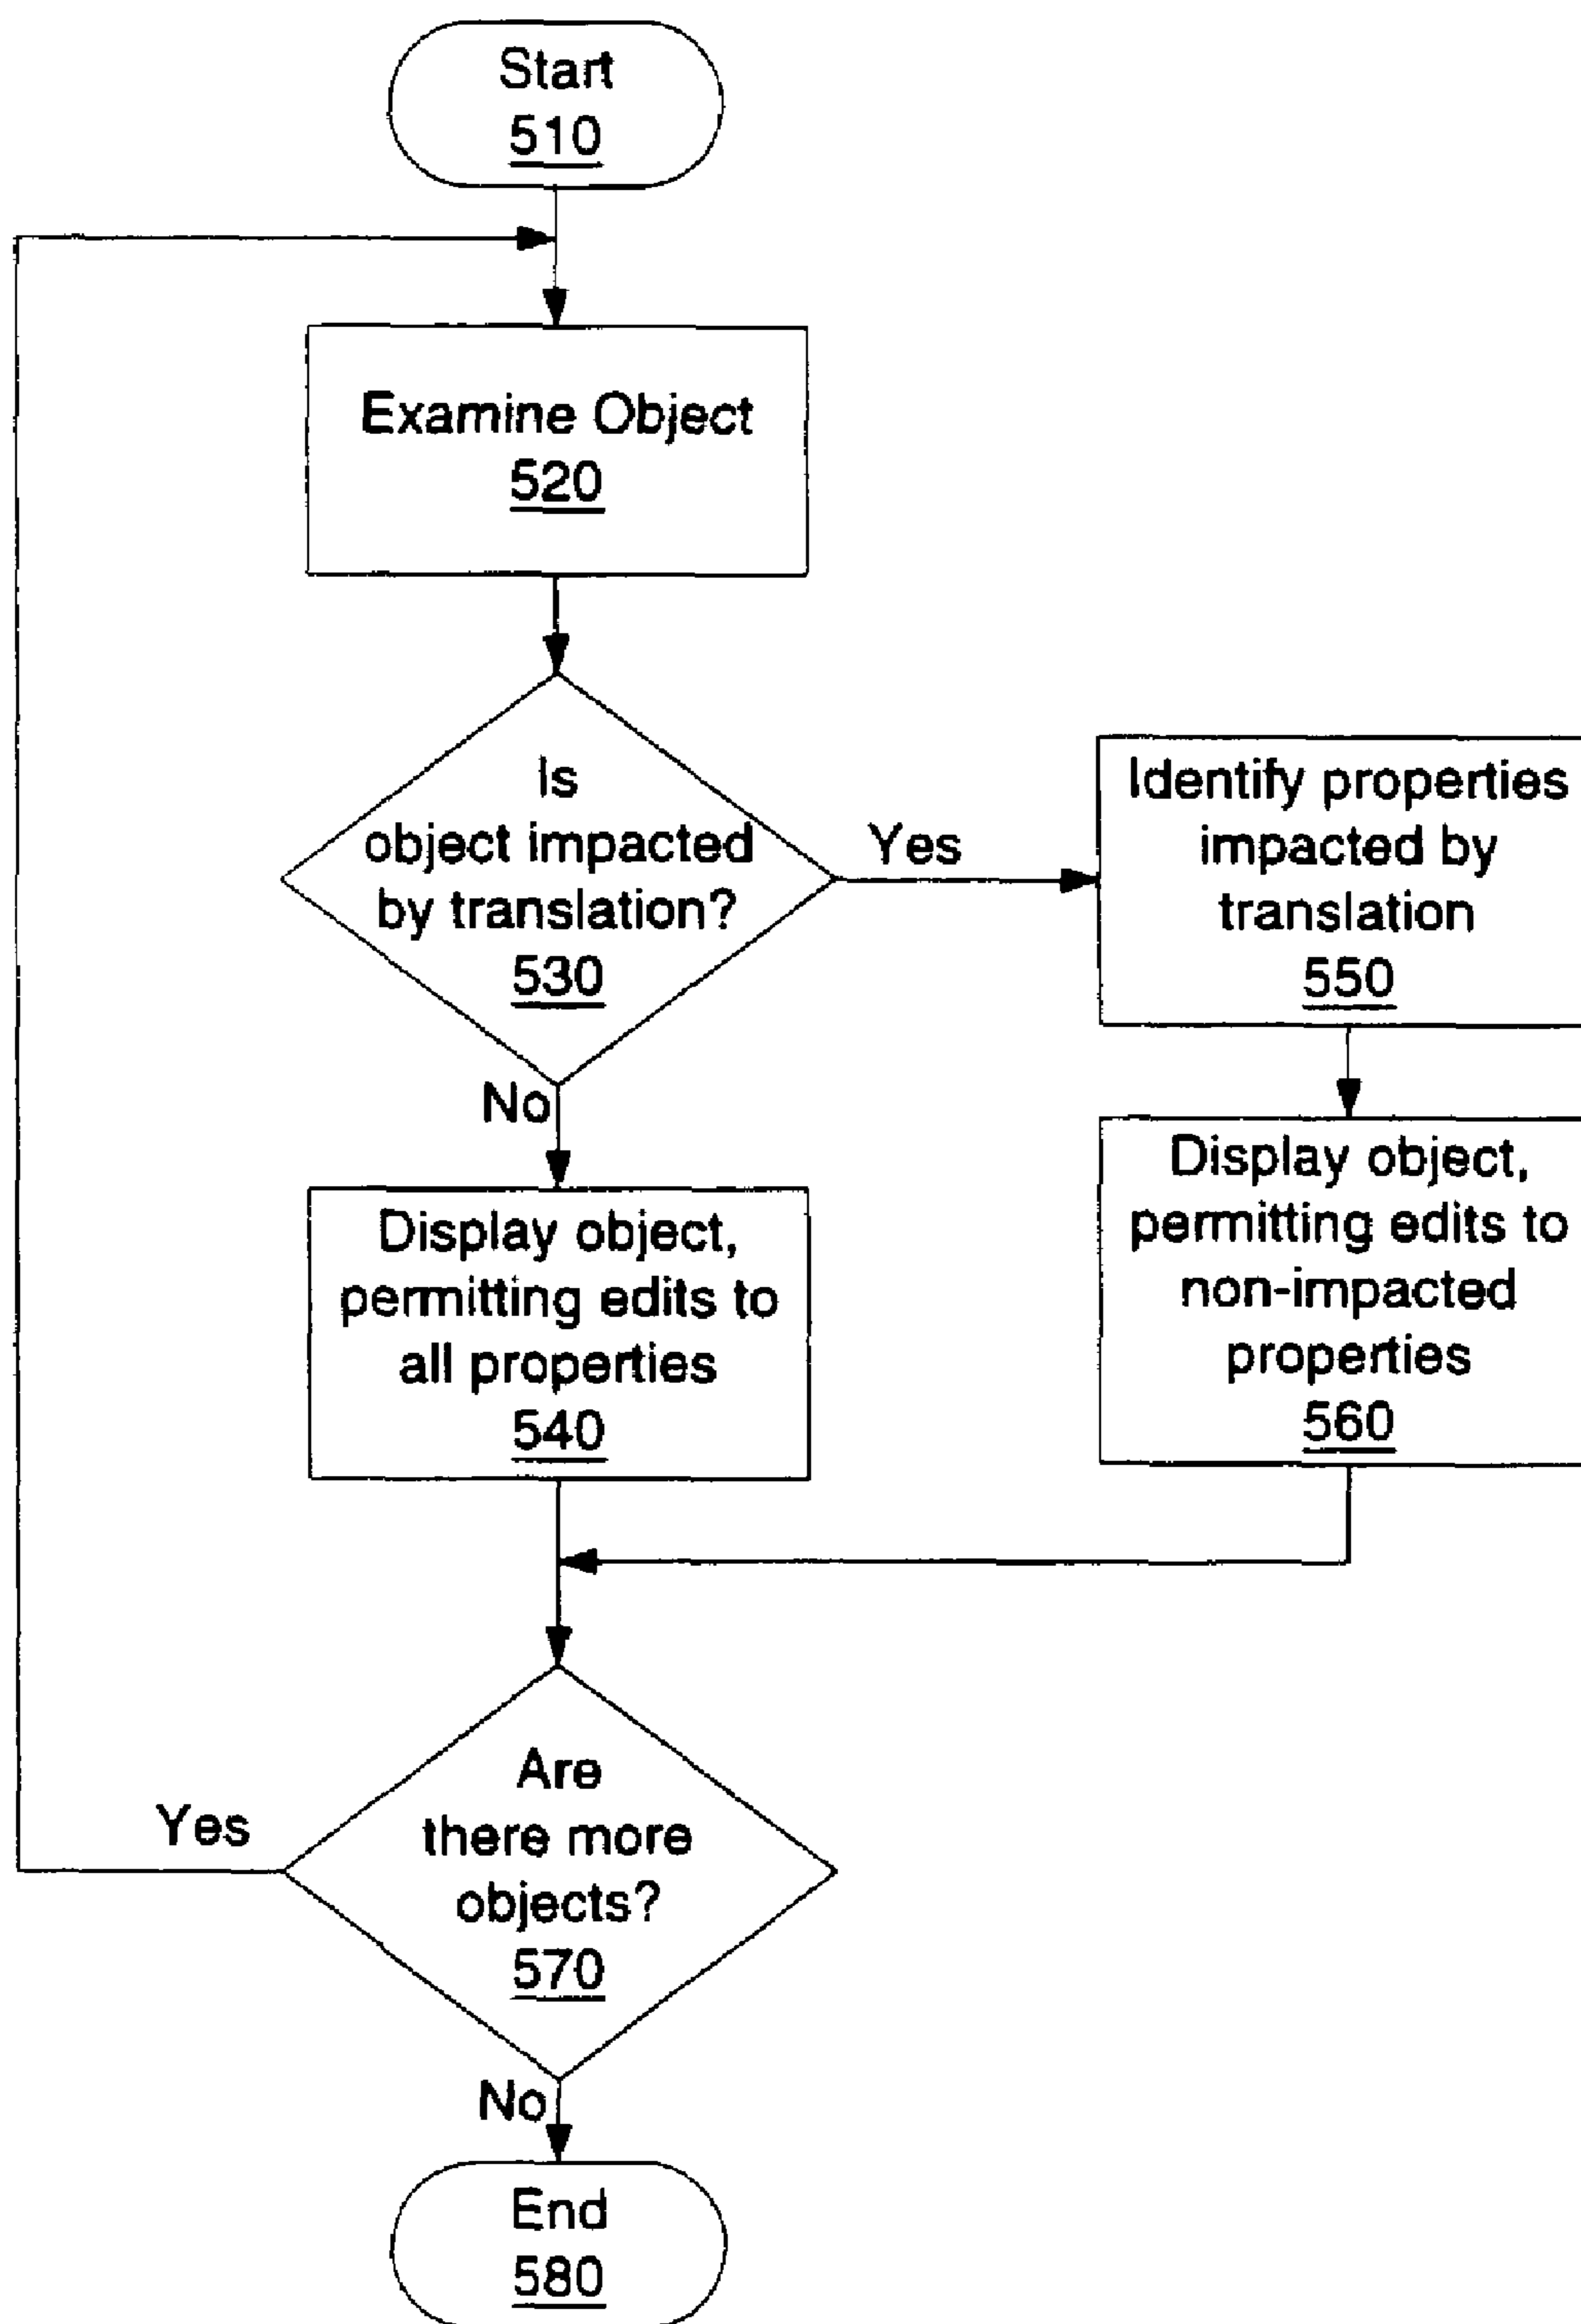 Start
510
Examine Object
520
Is
object impacted
by translation?
530
Yes
Identify properties
impacted by
translation
550
No
Display object,
permitting edits to
all properties
540
Display object,
permitting edits to
non-impacted
properties
560
Are
there more
objects?
570
Yes
No
End
580